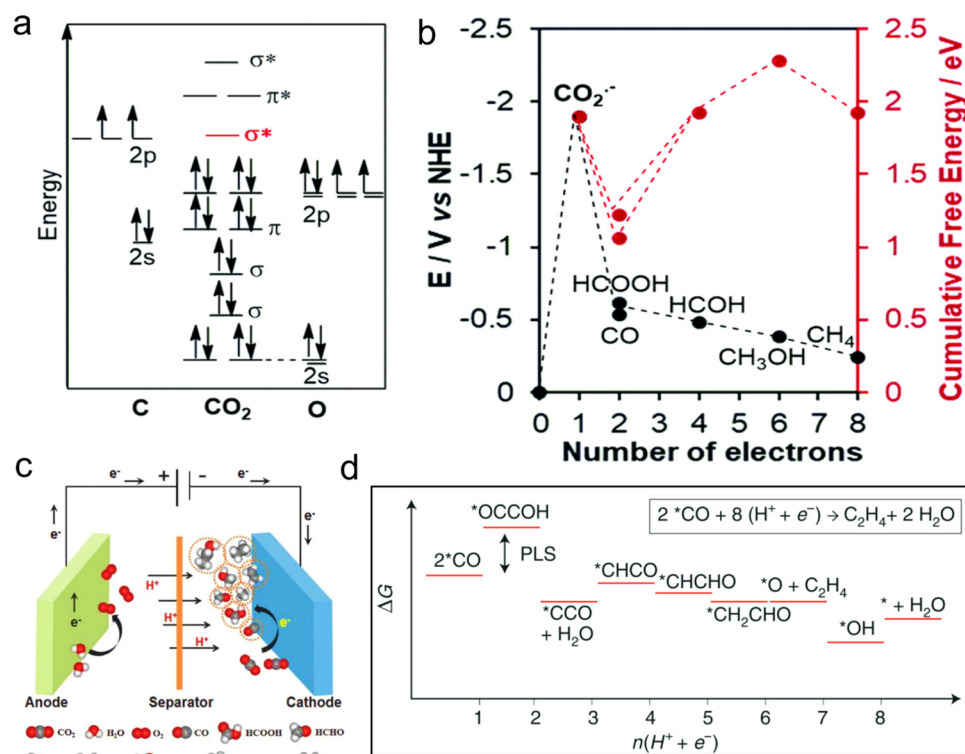 a
Energy
σ*
π*
σ*
2p
2p
π
2s
σ
σ
2s
C
CO₂
O
b
E / V vs NHE
-2.5
-2
-1.5
-1
-0.5
0
CO₂·⁻
HCOOH
CO
HCOH
CH₃OH
CH₄
0 1 2 3 4 5 6 7 8
Number of electrons
2.5
2
1.5
1
0.5
0
Cumulative Free Energy / eV
c
e⁻
+
−
e⁻
e⁻
e⁻
e⁻
e⁻
H⁺
H⁺
H⁺
Anode
Separator
Cathode
CO₂
H₂O
O₂
CO
HCOOH
HCHO
d
2 *CO + 8 (H⁺ + e⁻) → C₂H₄ + 2 H₂O
ΔG
2*CO
*OCCOH
PLS
*CCO
+ H₂O
*CHCO
*CHCHO
*CH₂CHO
*O + C₂H₄
*OH
* + H₂O
1 2 3 4 5 6 7 8
n(H⁺ + e⁻)